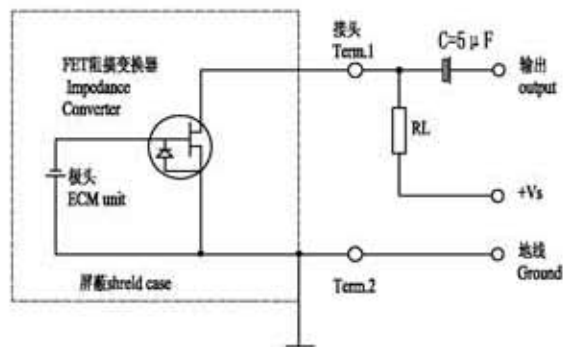 FET阻摸变换器
Impedance
Converter
极头
ECM unit
屏蔽shreld case
接头
Term.1
C=5μF
输出
output
RL
+Vs
地线
Ground
Term.2